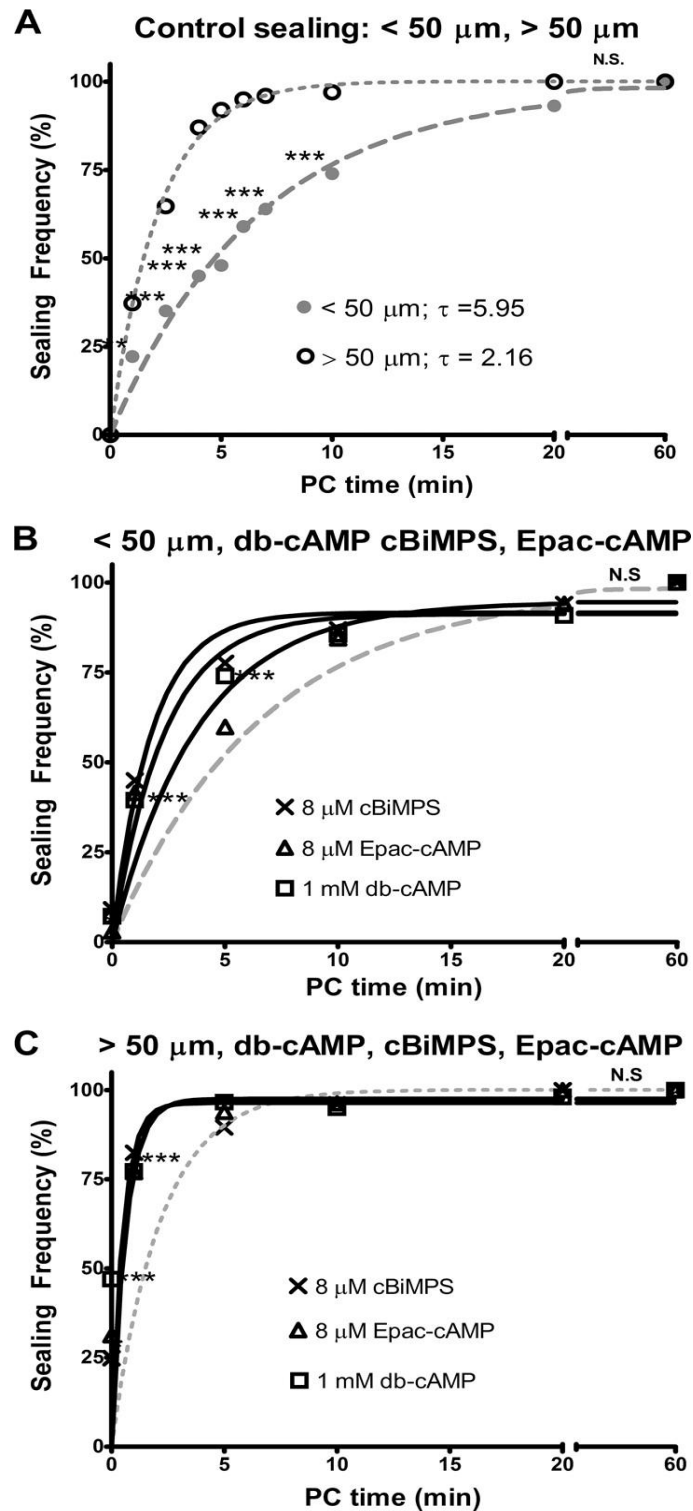 A
Control sealing: < 50 μm, > 50 μm
N.S.
100
75
50
25
0
Sealing Frequency (%)
***
***
***
***
***
***
**
< 50 μm; τ =5.95
> 50 μm; τ = 2.16
0
5
10
15
20
60
PC time (min)
B
< 50 μm, db-cAMP cBiMPS, Epac-cAMP
N.S
100
75
50
25
0
Sealing Frequency (%)
***
***
8 μM cBiMPS
8 μM Epac-cAMP
1 mM db-cAMP
0
5
10
20
60
PC time (min)
C
> 50 μm, db-cAMP, cBiMPS, Epac-cAMP
N.S
100
75
50
25
0
Sealing Frequency (%)
***
***
8 μM cBiMPS
8 μM Epac-cAMP
1 mM db-cAMP
0
5
10
20
60
PC time (min)